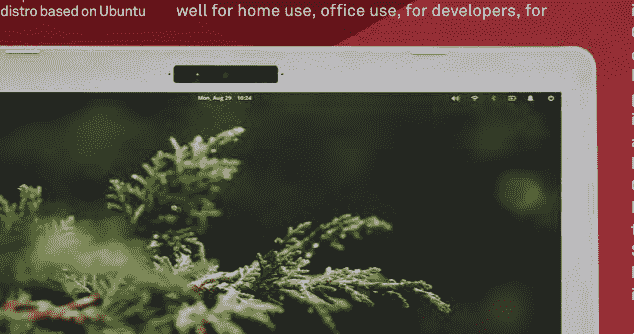 distro based on Ubuntu
well for home use, office use, for developers, for
Mon, Aug 29 16:24